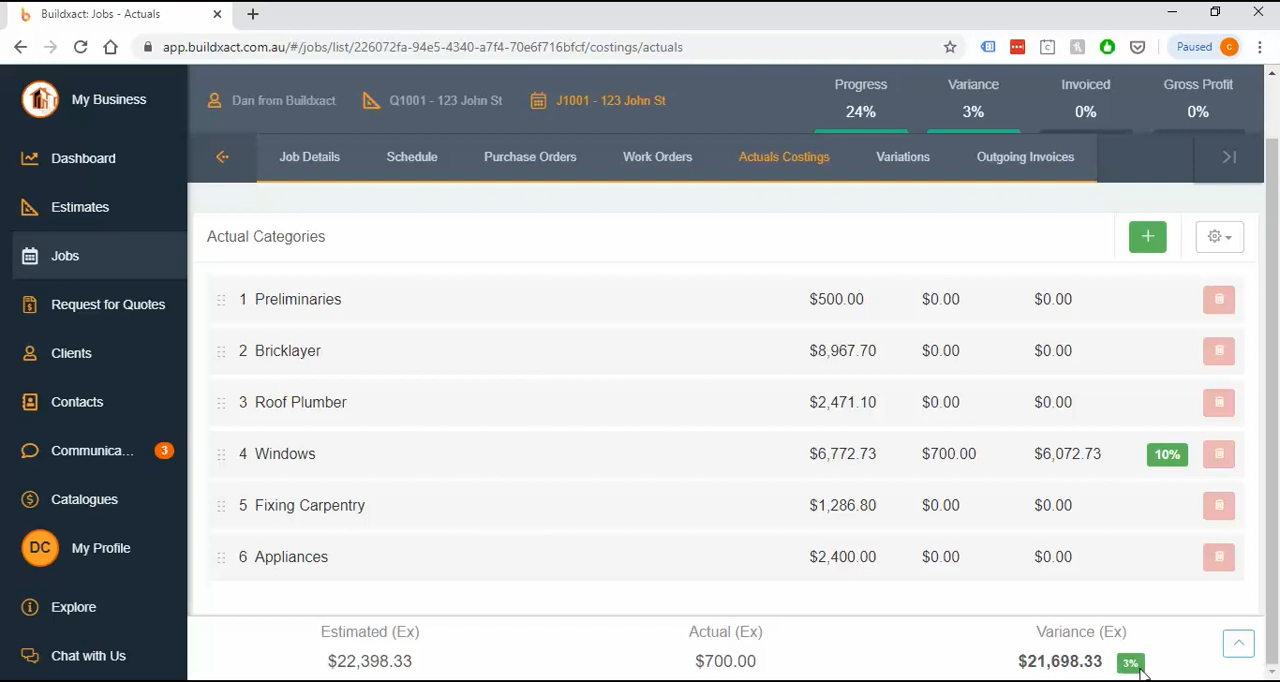 Buildxact: Jobs - Actuals
app.buildxact.com.au/#/jobs/list/226072fa-94e5-4340-a7f4-70e6f716bfcf/costings/actuals
Paused C
My Business
Dan from Buildxact Q1001 - 123 John St J1001 - 123 John St
Progress Variance Invoiced Gross Profit
24% 3% 0% 0%
Job Details Schedule Purchase Orders Work Orders Actuals Costings Variations Outgoing Invoices
Dashboard
Estimates
Jobs
Request for Quotes
Clients
Contacts
Communica... 3
Catalogues
DC My Profile
Explore
Chat with Us
Actual Categories
1 Preliminaries $500.00 $0.00 $0.00
2 Bricklayer $8,967.70 $0.00 $0.00
3 Roof Plumber $2,471.10 $0.00 $0.00
4 Windows $6,772.73 $700.00 $6,072.73 10%
5 Fixing Carpentry $1,286.80 $0.00 $0.00
6 Appliances $2,400.00 $0.00 $0.00
Estimated (Ex) Actual (Ex) Variance (Ex)
$22,398.33 $700.00 $21,698.33 3%